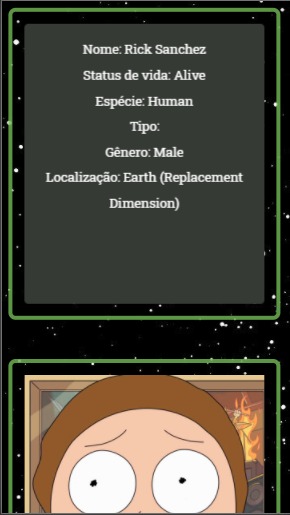 Nome: Rick Sanchez
Status de vida: Alive
Espécie: Human
Tipo:
Gênero: Male
Localização: Earth (Replacement
Dimension)